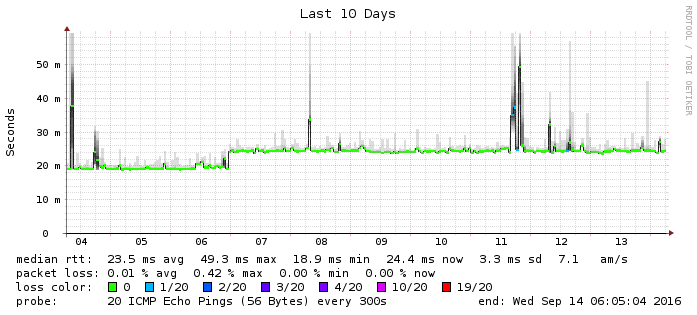 Last 10 Days
RRDTOOL / TOBI OETIKER
Seconds
50 m
40 m
30 m
20 m
10 m
0
04 05 06 07 08 09 10 11 12 13
median rtt: 23.5 ms avg 49.3 ms max 18.9 ms min 24.4 ms now 3.3 ms sd 7.1 am/s
packet loss: 0.01 % avg 0.42 % max 0.00 % min 0.00 % now
loss color: 0 1/20 2/20 3/20 4/20 10/20 19/20
probe: 20 ICMP Echo Pings (56 Bytes) every 300s end: Wed Sep 14 06:05:04 2016